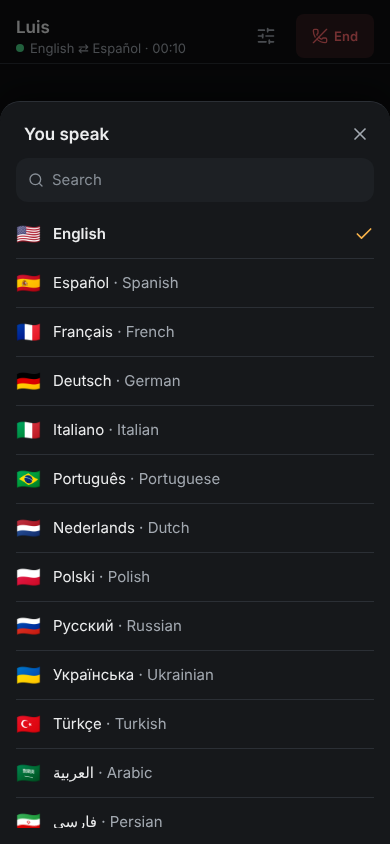 Luis
English ⇄ Español · 00:10
End
You speak
Search
English
Español · Spanish
Français · French
Deutsch · German
Italiano · Italian
Português · Portuguese
Nederlands · Dutch
Polski · Polish
Русский · Russian
Українська · Ukrainian
Türkçe · Turkish
العربية · Arabic
فارسی · Persian